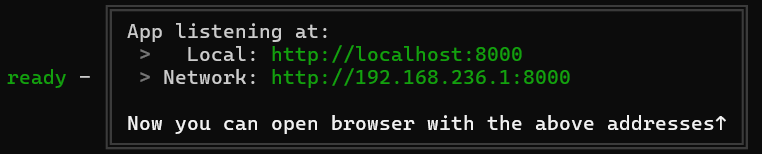 App listening at:
>   Local: http://localhost:8000
ready - > Network: http://192.168.236.1:8000
Now you can open browser with the above addresses↑